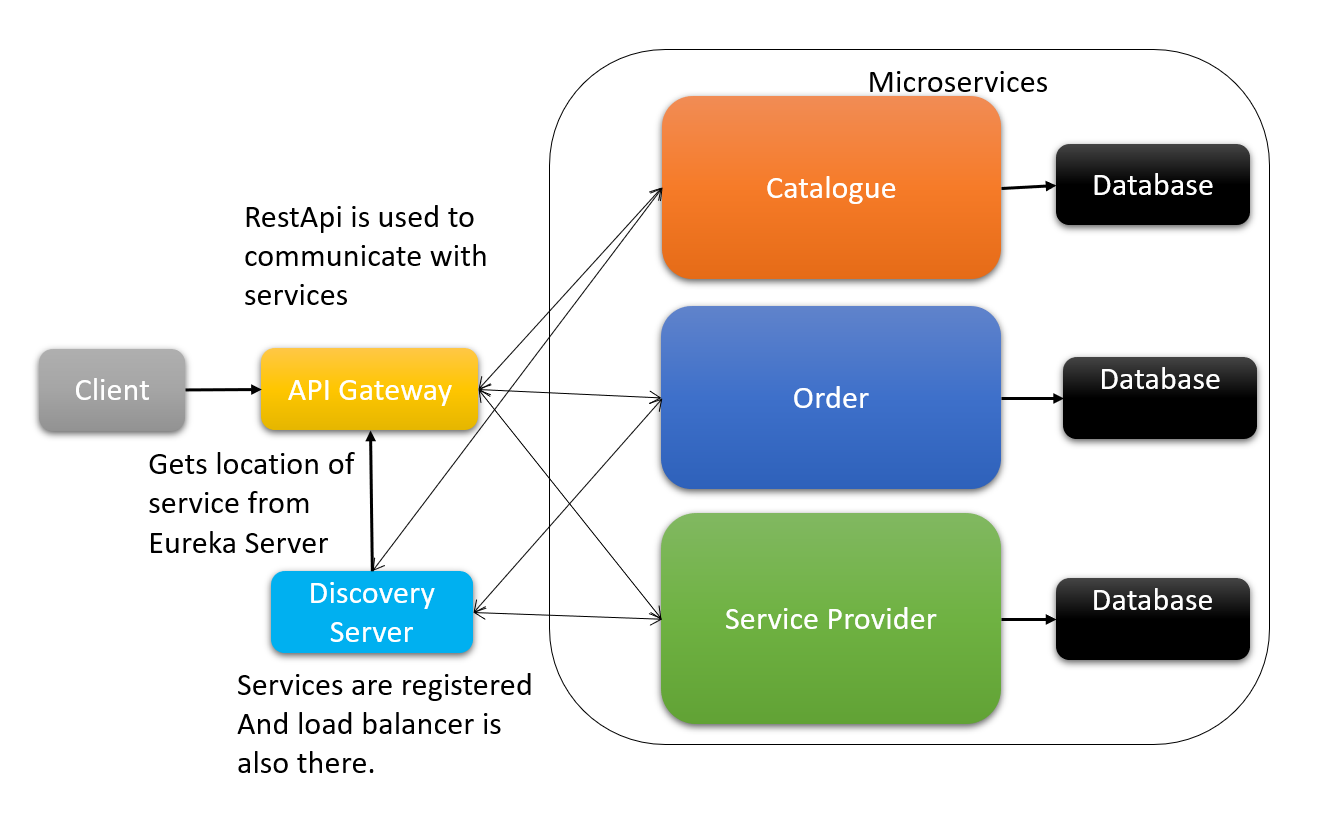 Microservices
Catalogue
Database
RestApi is used to
communicate with
services
Client
API Gateway
Order
Database
Gets location of
service from
Eureka Server
Discovery
Server
Service Provider
Database
Services are registered
And load balancer is
also there.